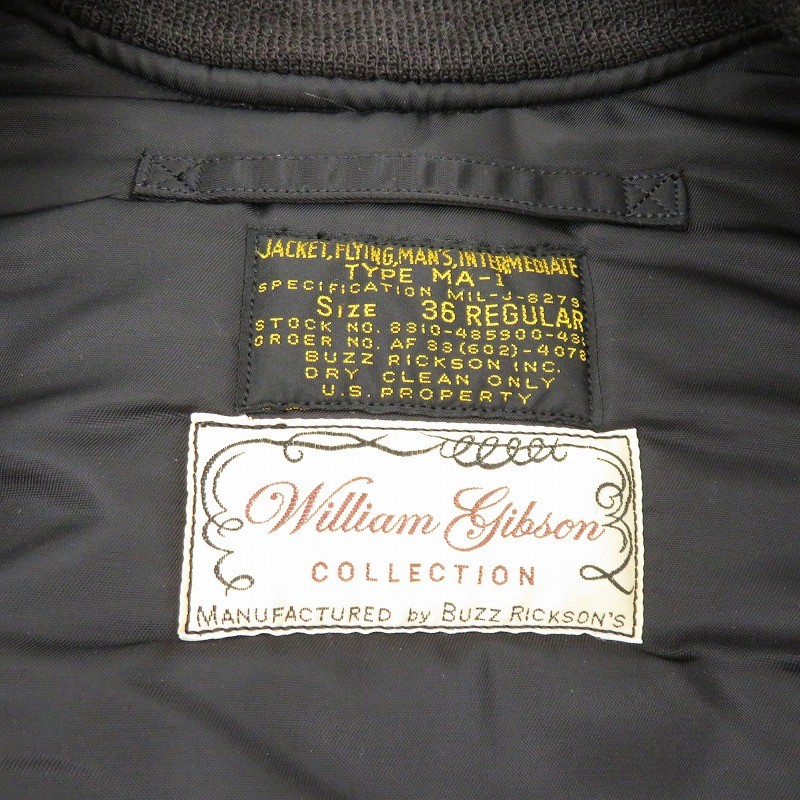 JACKET, FLYING, MAN'S, INTERMEDIATE
TYPE MA-1
SPECIFICATION MIL-J-8279
SIZE 36 REGULAR
STOCK NO. 8310-485900-43
ORDER NO. AF 33(602)-4078
BUZZ RICKSON INC.
DRY CLEAN ONLY
U.S. PROPERTY
William Gibson
COLLECTION
MANUFACTURED by BUZZ RICKSON'S